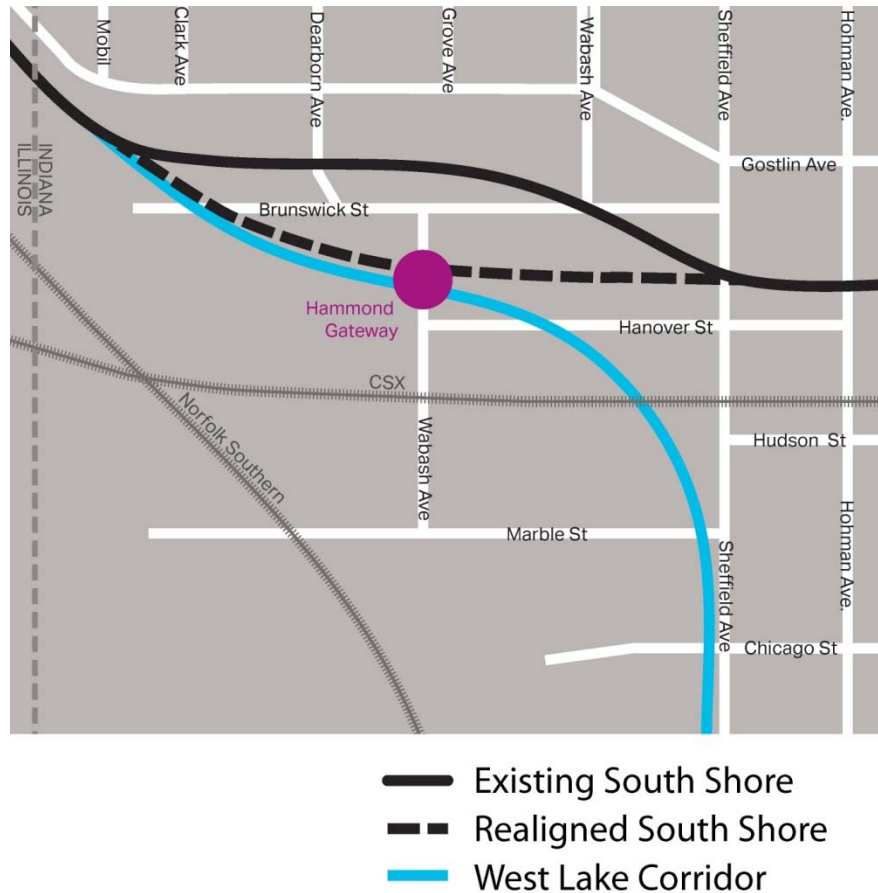 Mobil
Clark Ave
Dearborn Ave
Grove Ave
Wabash Ave
Sheffield Ave
Hohman Ave.
Gostlin Ave
INDIANA
ILLINOIS
Brunswick St
Hammond
Gateway
Hanover St
CSX
Norfolk Southern
Wabash Ave
Hudson St
Marble St
Hohman Ave.
Sheffield Ave
Chicago St
Existing South Shore
Realigned South Shore
West Lake Corridor